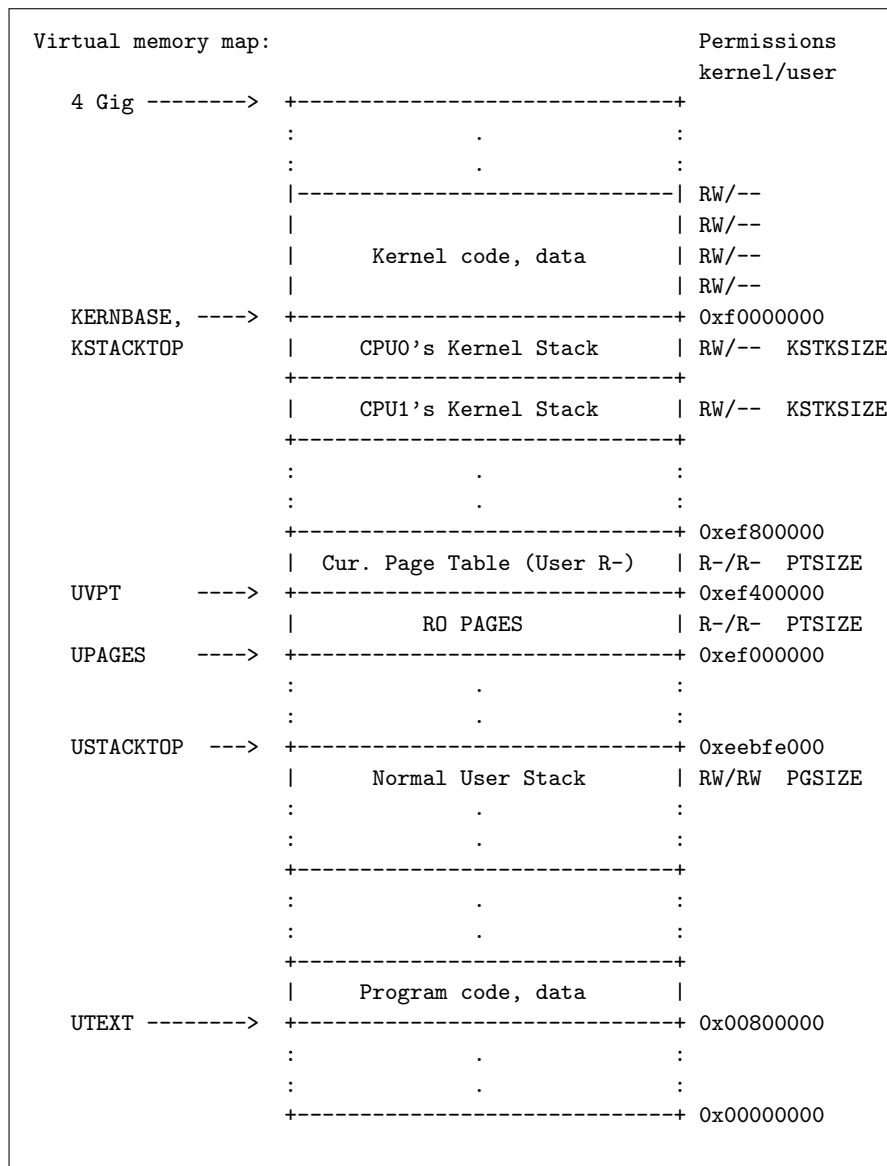 Virtual memory map:                                  Permissions
                                                     kernel/user
   4 Gig -------->  +------------------------------+
                    :              .               :
                    :              .               :
                    |------------------------------| RW/--
                    |                              | RW/--
                    |      Kernel code, data       | RW/--
                    |                              | RW/--
   KERNBASE, ---->  +------------------------------+ 0xf0000000
   KSTACKTOP        |     CPU0's Kernel Stack      | RW/--  KSTKSIZE
                    +------------------------------+
                    |     CPU1's Kernel Stack      | RW/--  KSTKSIZE
                    +------------------------------+
                    :              .               :
                    :              .               :
                    +------------------------------+ 0xef800000
                    |  Cur. Page Table (User R-)   | R-/R-  PTSIZE
   UVPT      ---->  +------------------------------+ 0xef400000
                    |          RO PAGES            | R-/R-  PTSIZE
   UPAGES    ---->  +------------------------------+ 0xef000000
                    :              .               :
                    :              .               :
   USTACKTOP  --->  +------------------------------+ 0xeebfe000
                    |      Normal User Stack       | RW/RW  PGSIZE
                    :              .               :
                    :              .               :
                    +------------------------------+
                    :              .               :
                    :              .               :
                    +------------------------------+
                    |     Program code, data       |
   UTEXT -------->  +------------------------------+ 0x00800000
                    :              .               :
                    :              .               :
                    +------------------------------+ 0x00000000